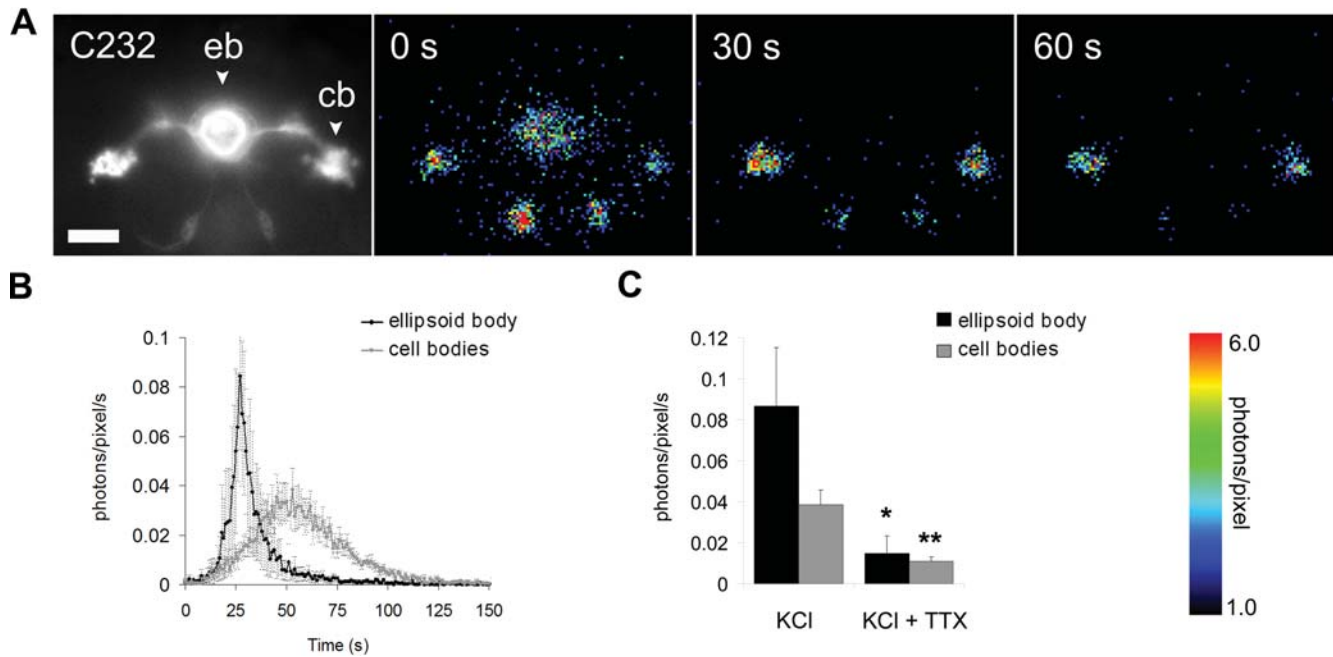 A
C232
eb
cb
0 s
30 s
60 s
B
ellipsoid body
cell bodies
photons/pixel/s
0.1
0.08
0.06
0.04
0.02
0
0 25 50 75 100 125 150
Time (s)
C
ellipsoid body
cell bodies
photons/pixel/s
0.12
0.1
0.08
0.06
0.04
0.02
0
*
**
KCl KCl + TTX
6.0
photons/pixel
1.0